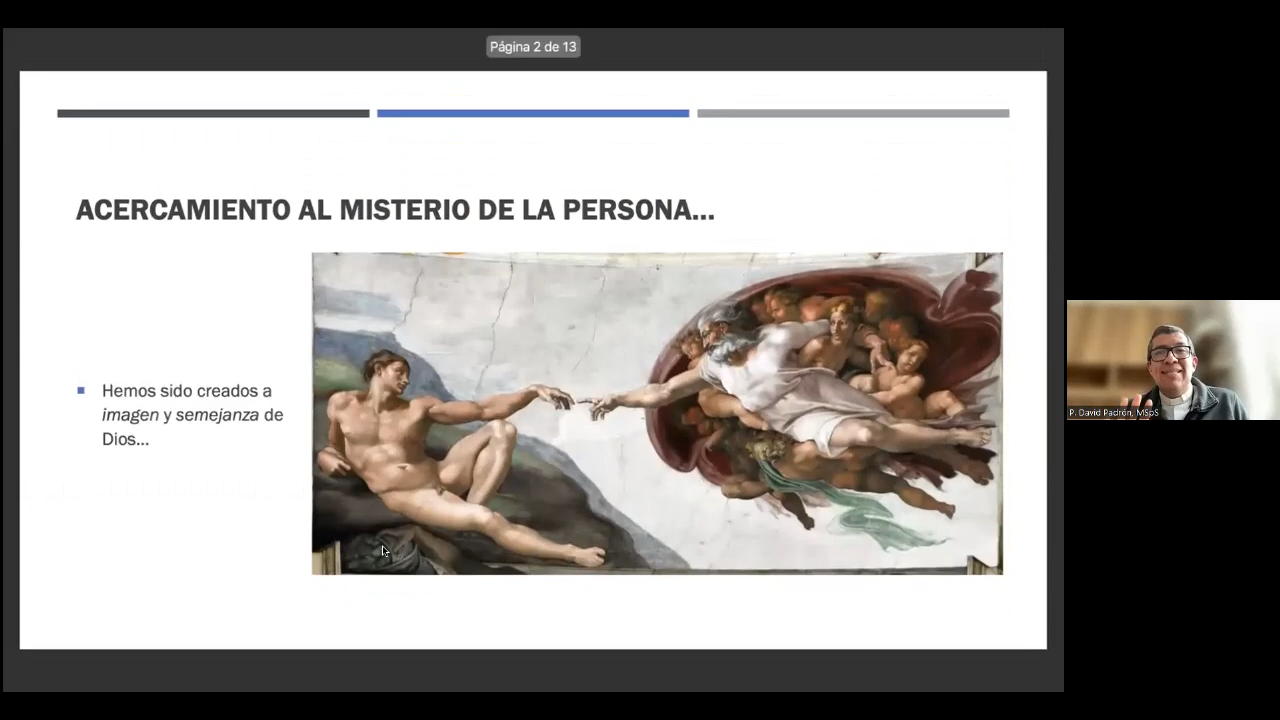 Página 2 de 13
ACERCAMIENTO AL MISTERIO DE LA PERSONA...
Hemos sido creados a
imagen y semejanza de
Dios...
P. David Padrón, MSpS